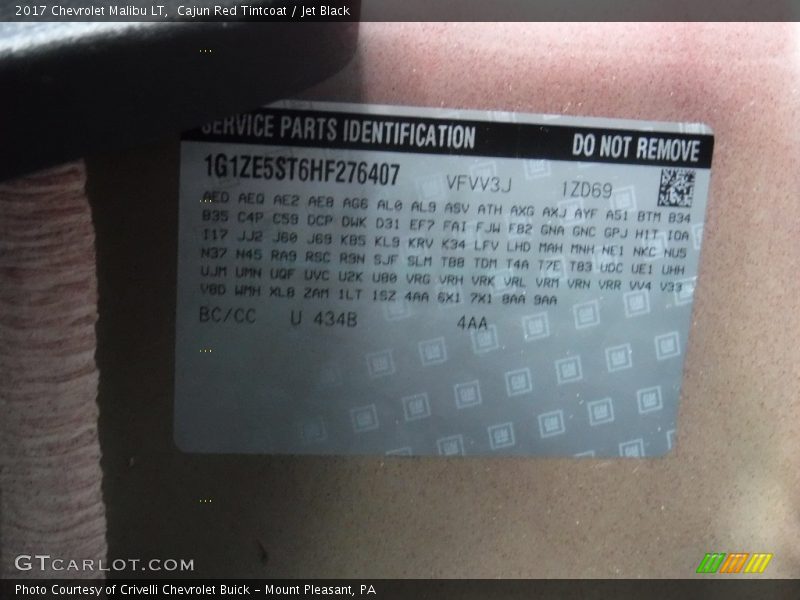 2017 Chevrolet Malibu LT, Cajun Red Tintcoat / Jet Black
SERVICE PARTS IDENTIFICATION DO NOT REMOVE
1G1ZE5ST6HF276407 VFVV3J 1ZD69
AED AEQ AE2 AE8 AG6 AL0 AL9 ASV ATH AXG AXJ AYF A51 BTM B34
B35 C4P C59 DCP DWK D31 EF7 FAI FJW FB2 GNA GNC GPJ H1T IOA
I17 JJ2 J60 J69 KB5 KL9 KRV K34 LFV LHD MAH MNH NE1 NKC NU5
N37 N45 RA9 RSC R9N SJF SLM TB8 TDM T4A T7E T83 UDC UE1 UHH
UJM UMN UQF UVC U2K U80 VRG VRH VRK VRL VRM VRN VRR VV4 V33
V8D WMH XL8 ZAM 1LT 1SZ 4AA 6X1 7X1 8AA 9AA
BC/CC U 434B 4AA
GTCARLOT.COM
Photo Courtesy of Crivelli Chevrolet Buick - Mount Pleasant, PA